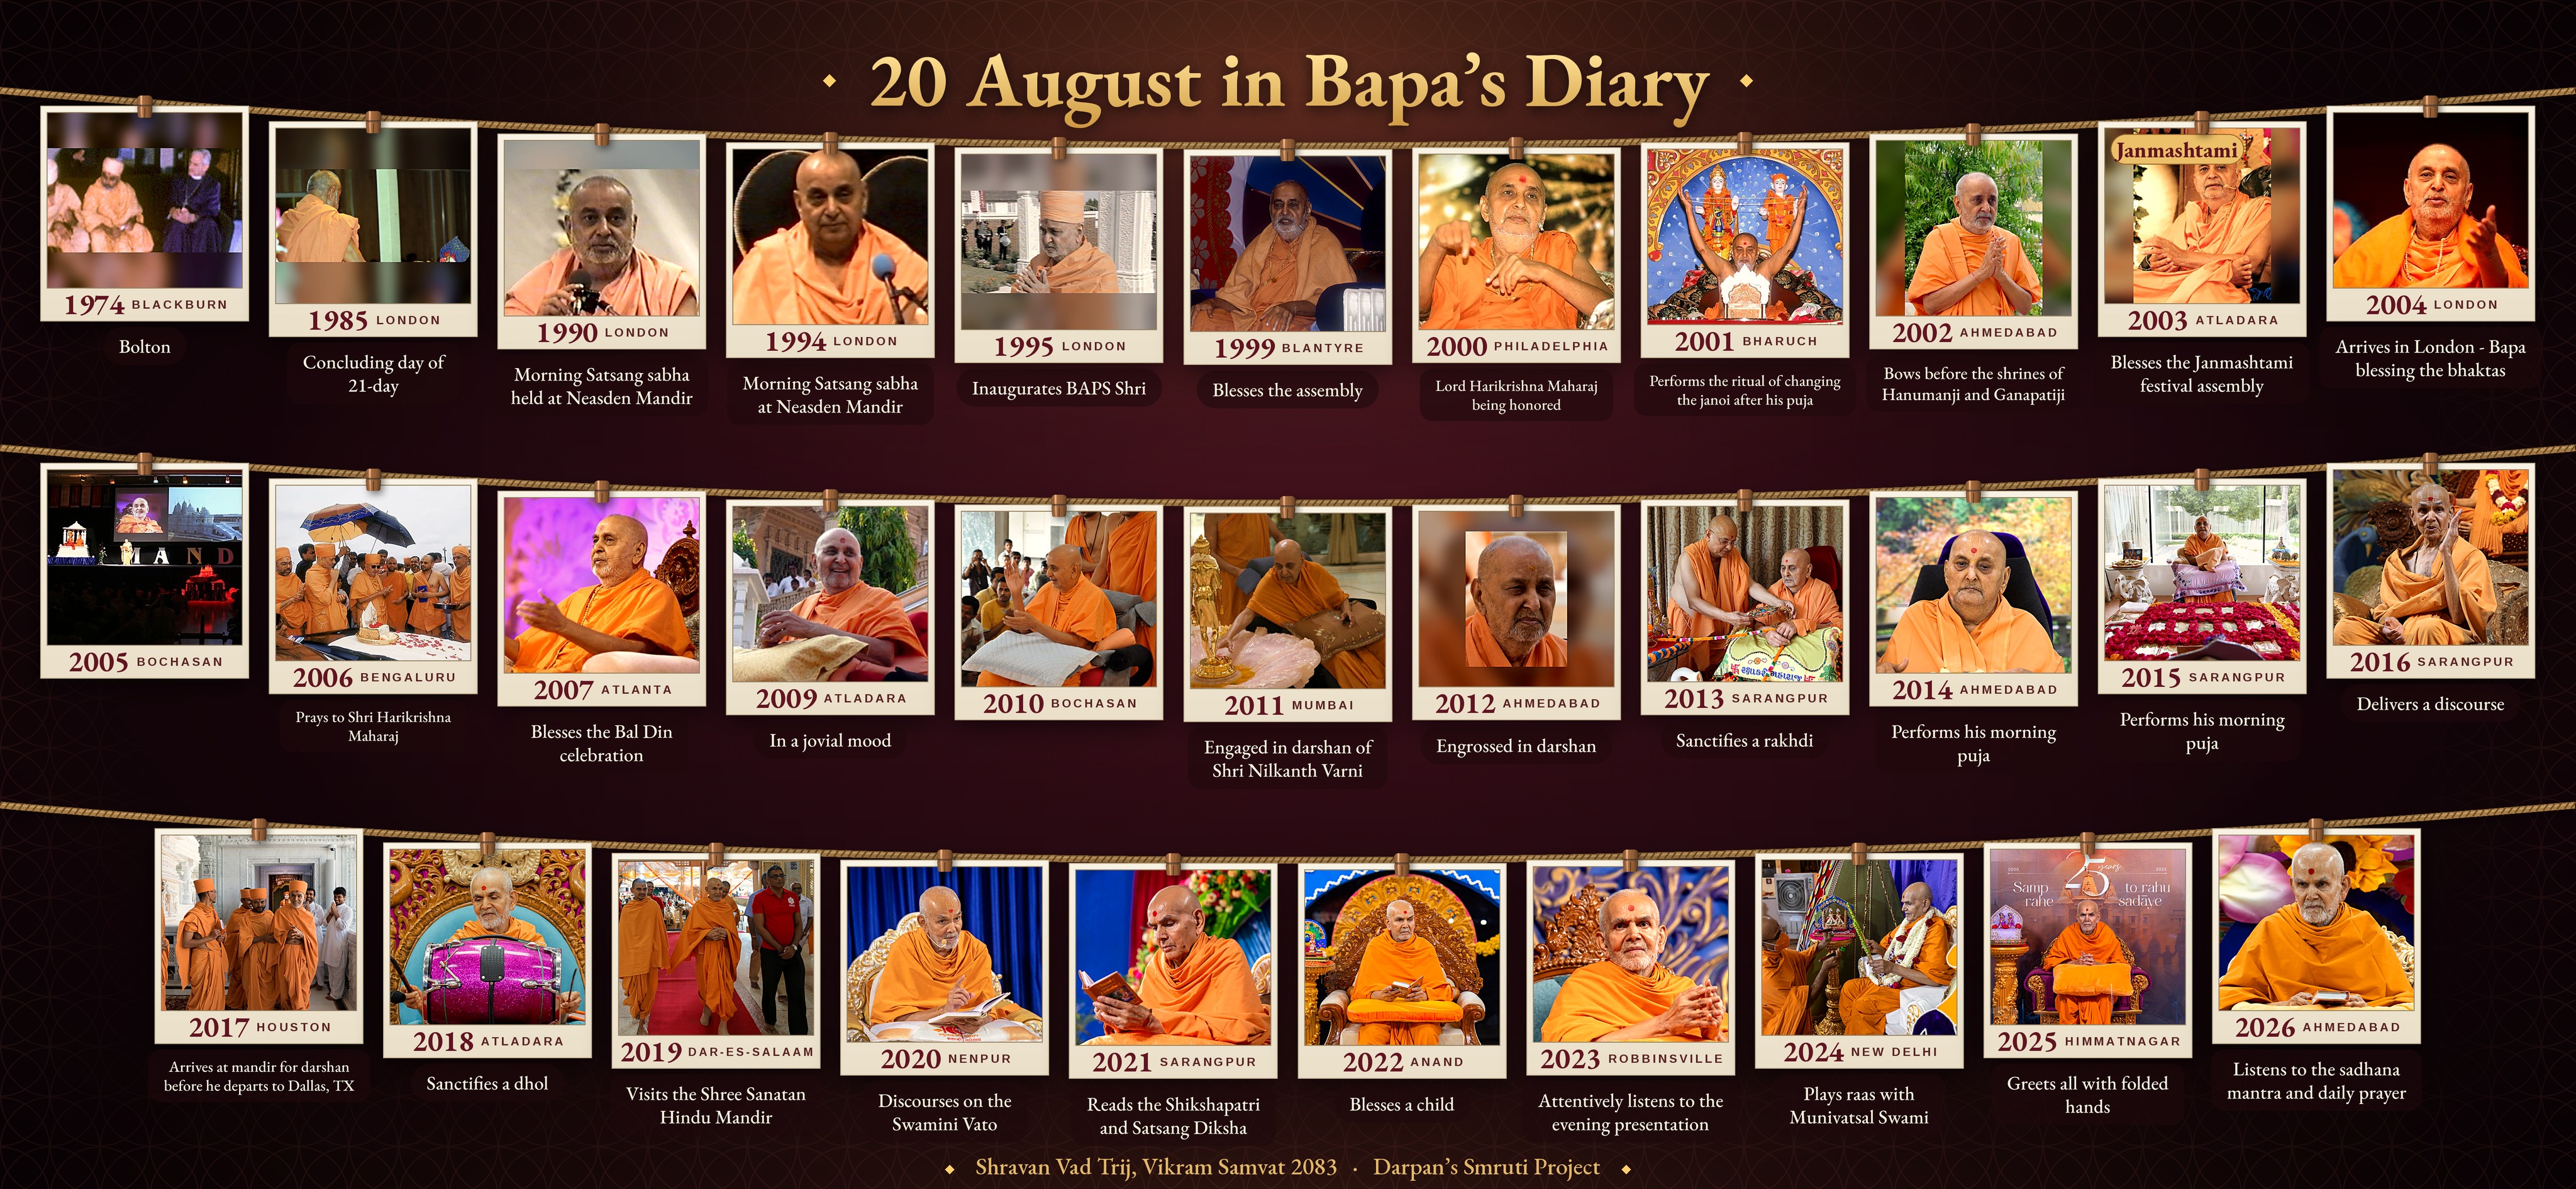 20 August in Bapa's Diary
1974 BLACKBURN
Bolton
1985 LONDON
Concluding day of
21-day
1990 LONDON
Morning Satsang sabha
held at Neasden Mandir
1994 LONDON
Morning Satsang sabha
at Neasden Mandir
1995 LONDON
Inaugurates BAPS Shri
1999 BLANTYRE
Blesses the assembly
2000 PHILADELPHIA
Lord Harikrishna Maharaj
being honored
2001 BHARUCH
Performs the ritual of changing
the janoi after his puja
2002 AHMEDABAD
Bows before the shrines of
Hanumanji and Ganapatiji
Janmashtami
2003 ATLADARA
Blesses the Janmashtami
festival assembly
2004 LONDON
Arrives in London - Bapa
blessing the bhaktas
AND
2005 BOCHASAN
2006 BENGALURU
Prays to Shri Harikrishna
Maharaj
2007 ATLANTA
Blesses the Bal Din
celebration
2009 ATLADARA
In a jovial mood
2010 BOCHASAN
2011 MUMBAI
Engaged in darshan of
Shri Nilkanth Varni
2012 AHMEDABAD
Engrossed in darshan
2013 SARANGPUR
Sanctifies a rakhdi
2014 AHMEDABAD
Performs his morning
puja
2015 SARANGPUR
Performs his morning
puja
2016 SARANGPUR
Delivers a discourse
2017 HOUSTON
Arrives at mandir for darshan
before he departs to Dallas, TX
2018 ATLADARA
Sanctifies a dhol
2019 DAR-ES-SALAAM
Visits the Shree Sanatan
Hindu Mandir
2020 NENPUR
Discourses on the
Swamini Vato
2021 SARANGPUR
Reads the Shikshapatri
and Satsang Diksha
2022 ANAND
Blesses a child
2023 ROBBINSVILLE
Attentively listens to the
evening presentation
2024 NEW DELHI
Plays raas with
Munivatsal Swami
25 years
Samp to rahu
rahe sadaye
2025 HIMMATNAGAR
Greets all with folded
hands
2026 AHMEDABAD
Listens to the sadhana
mantra and daily prayer
Shravan Vad Trij, Vikram Samvat 2083 · Darpan's Smruti Project